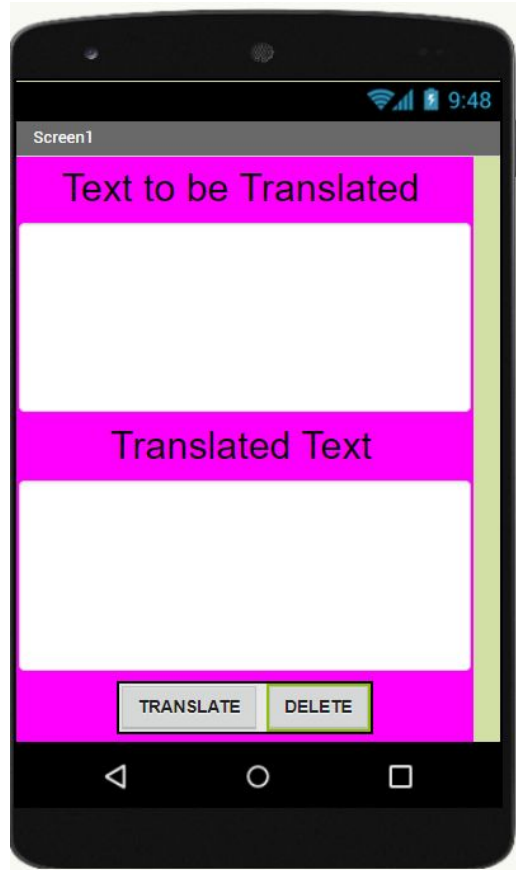 9:48
Screen1
Text to be Translated
Translated Text
TRANSLATE DELETE